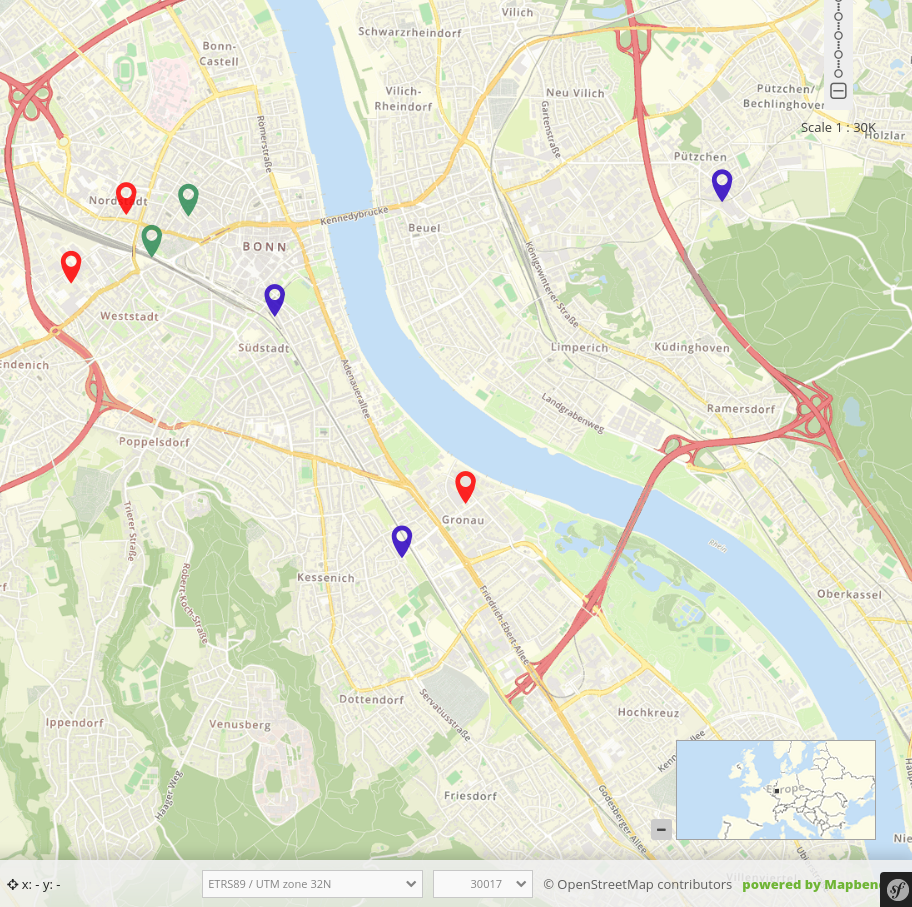 Vilich
Schwarzrheindorf
Bonn-
Castell
Vilich-
Rheindorf
Neu Vilich
Pützchen/
Bechlinghoven
Scale 1 : 30K
Holzlar
Römerstraße
Gartenstraße
Pützchen
Kennedybrücke
Beuel
BONN
Königswinterer Straße
Weststadt
Südstadt
Limperich
Küdinghoven
Endenich
Adenauerallee
Landgrabenweg
Ramersdorf
Poppelsdorf
Gronau
Trierer Straße
Rhein
Robert-Koch-Straße
Kessenich
Friedrich-Ebert-Allee
Oberkassel
Dottendorf
Servatiusstraße
Hochkreuz
Ippendorf
Venusberg
Europe
Haager Weg
Friesdorf
Godesberger Allee
x: - y: -
ETRS89 / UTM zone 32N
30017
© OpenStreetMap contributors
powered by Mapben
sf